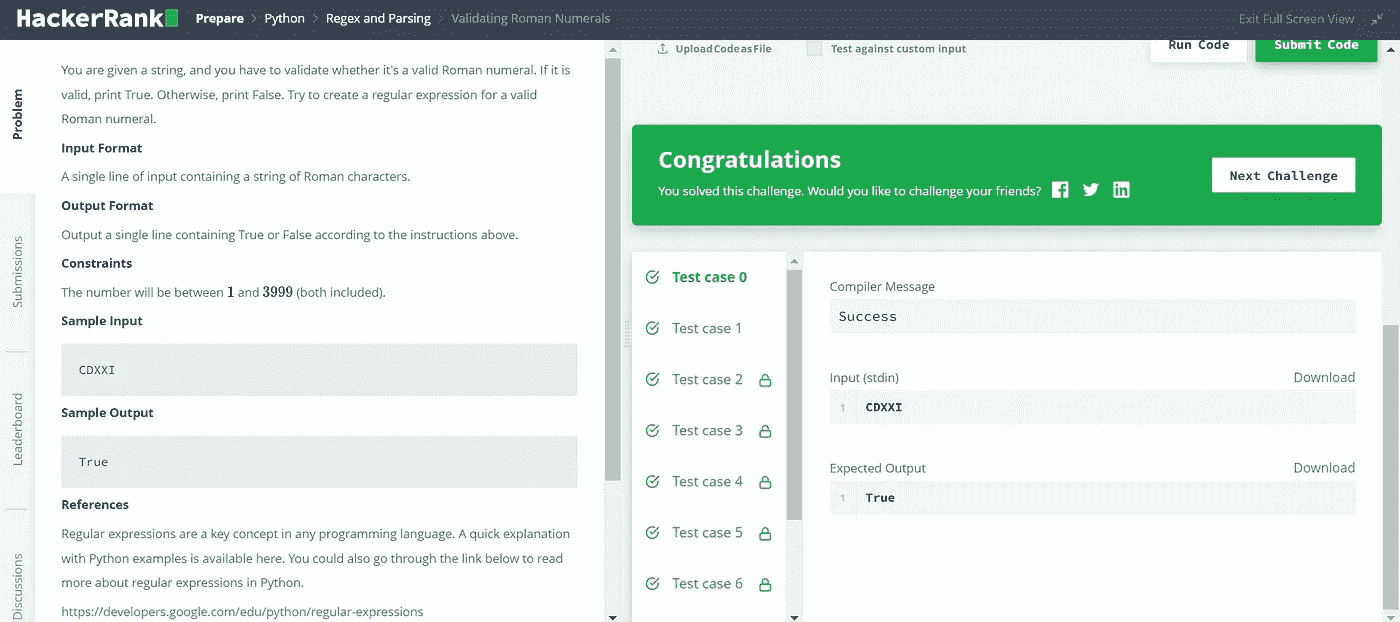 HackerRank Prepare > Python > Regex and Parsing > Validating Roman Numerals Exit Full Screen View
Problem
Submissions
Leaderboard
Discussions
You are given a string, and you have to validate whether it's a valid Roman numeral. If it is
valid, print True. Otherwise, print False. Try to create a regular expression for a valid
Roman numeral.
Input Format
A single line of input containing a string of Roman characters.
Output Format
Output a single line containing True or False according to the instructions above.
Constraints
The number will be between 1 and 3999 (both included).
Sample Input
CDXXI
Sample Output
True
References
Regular expressions are a key concept in any programming language. A quick explanation
with Python examples is available here. You could also go through the link below to read
more about regular expressions in Python.
https://developers.google.com/edu/python/regular-expressions
Upload Code as File Test against custom input Run Code Submit Code
Congratulations
You solved this challenge. Would you like to challenge your friends?
Next Challenge
Test case 0
Test case 1
Test case 2
Test case 3
Test case 4
Test case 5
Test case 6
Compiler Message
Success
Input (stdin) Download
1 CDXXI
Expected Output Download
1 True